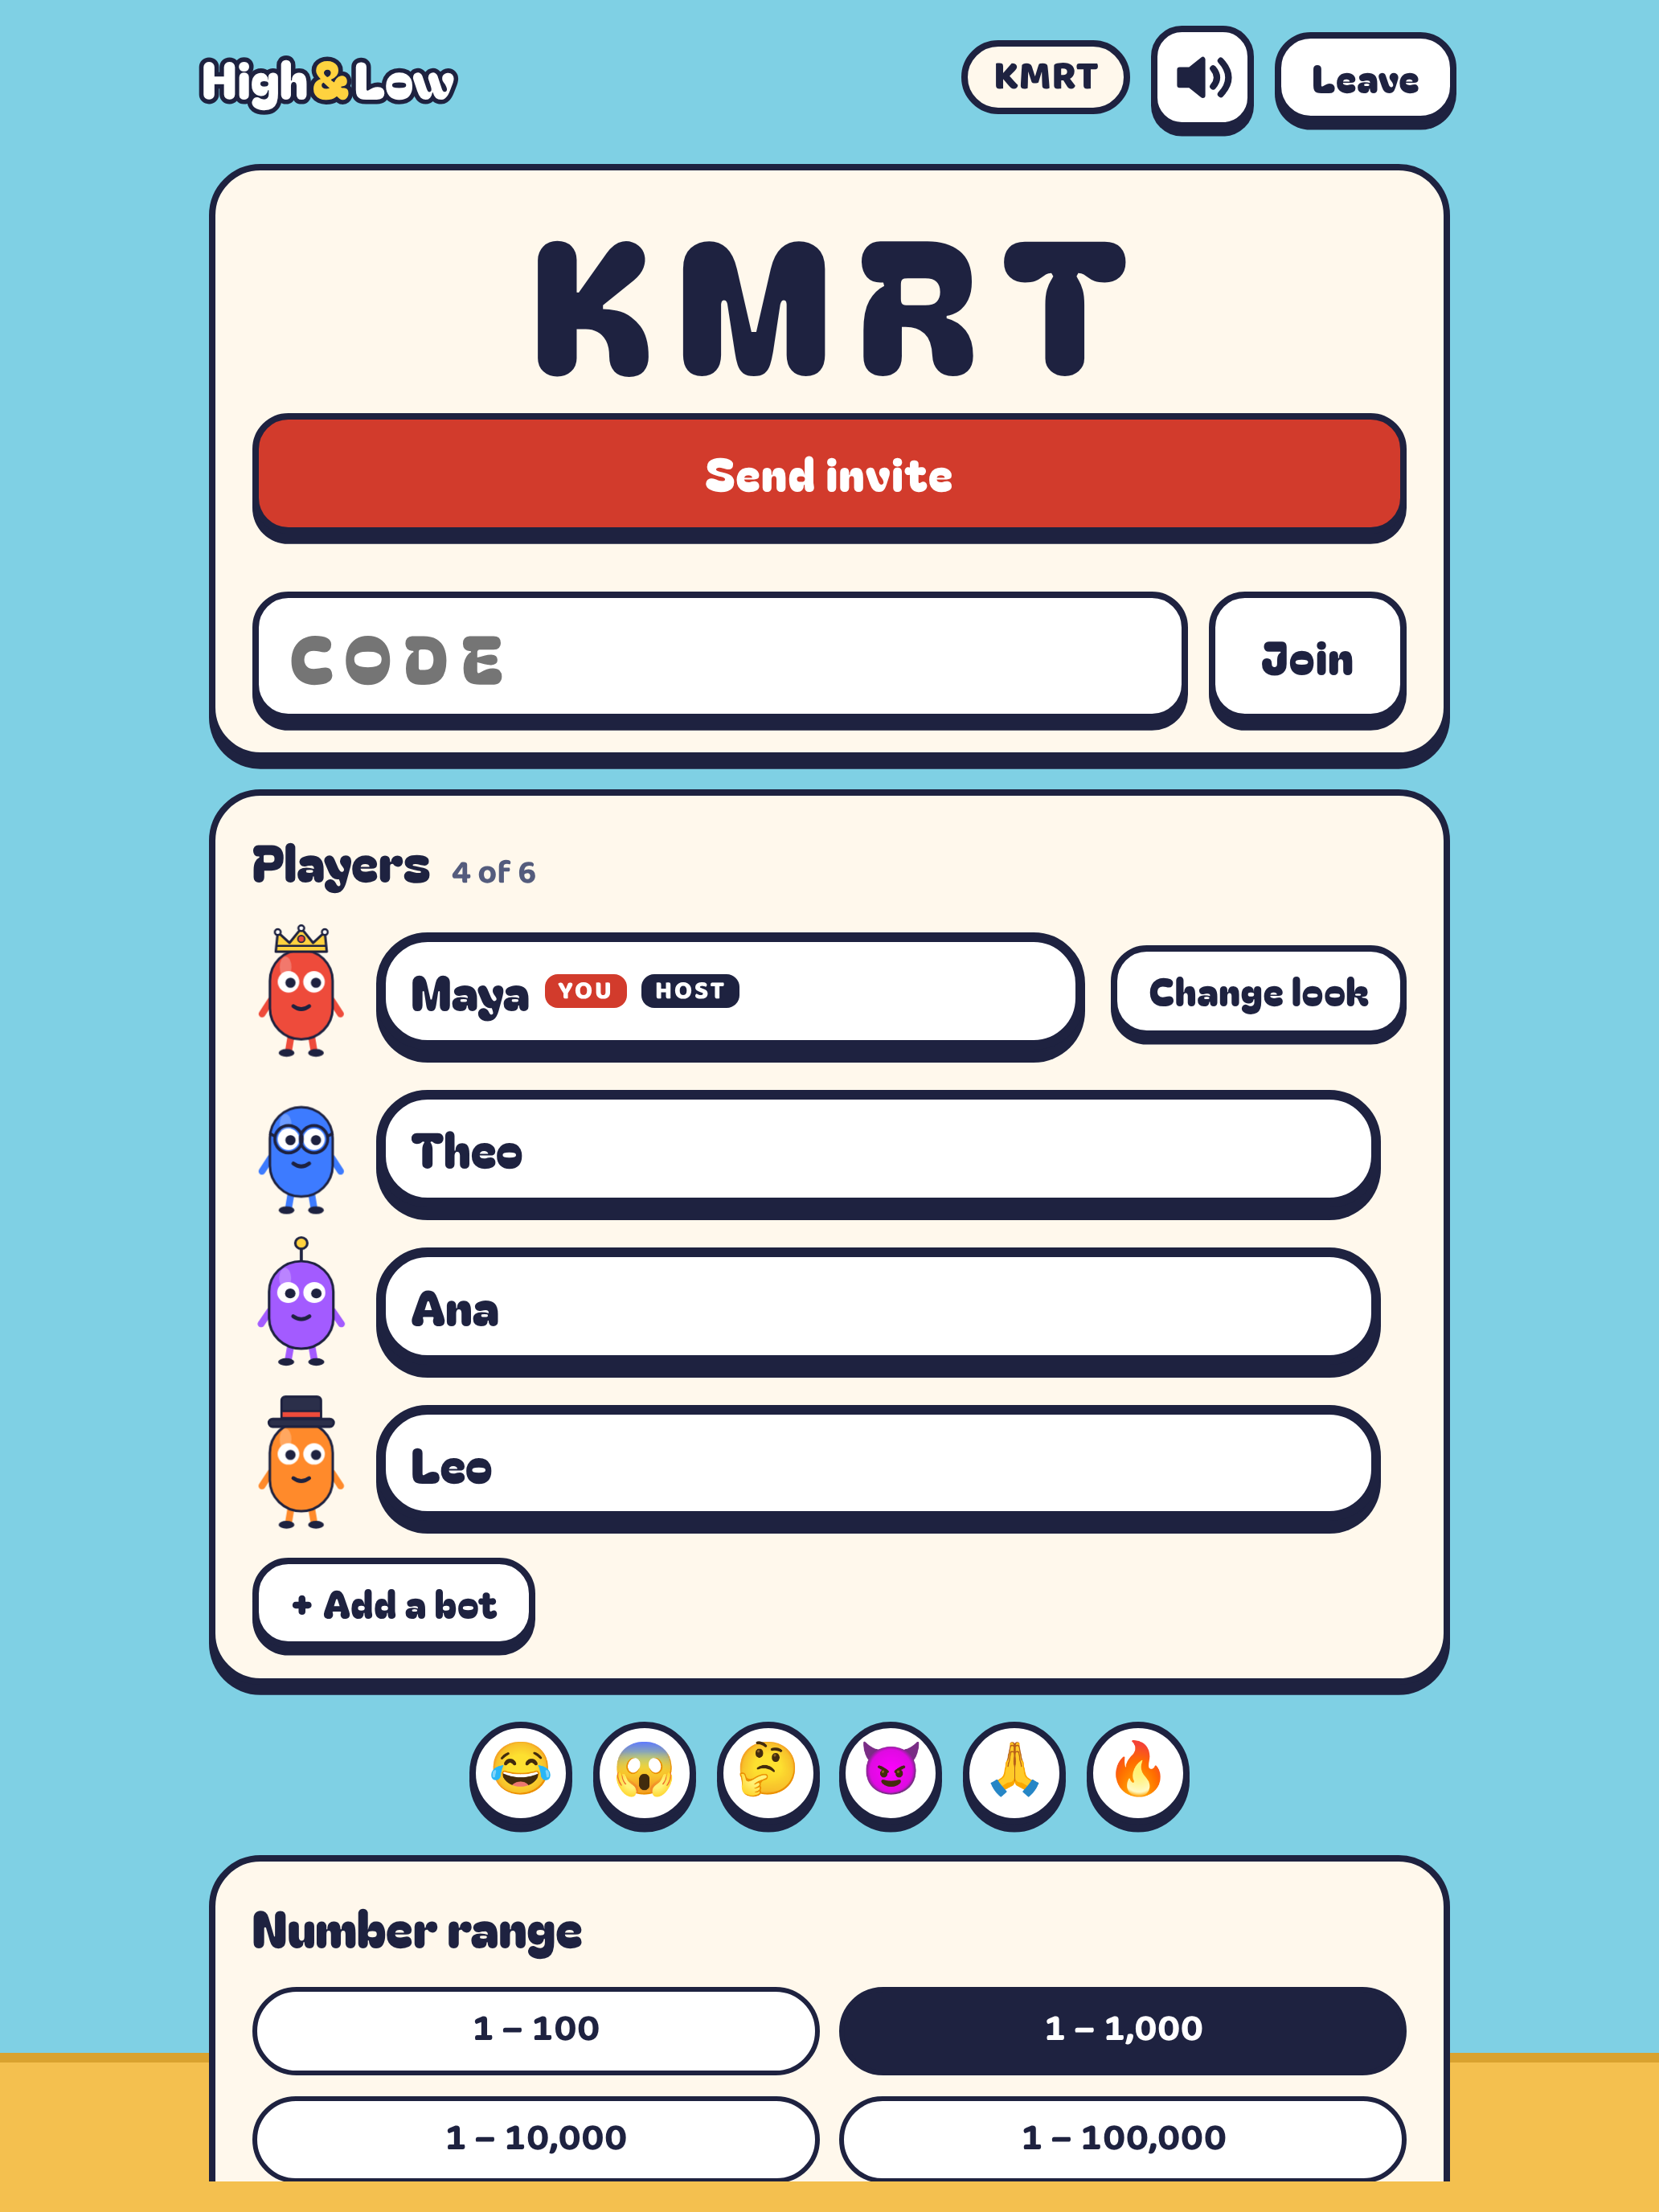 High&Low
KMRT
Leave
KMRT
Send invite
CODE
Join
Players 4 of 6
Maya YOU HOST
Change look
Theo
Ana
Leo
+ Add a bot
Number range
1 – 100
1 – 1,000
1 – 10,000
1 – 100,000